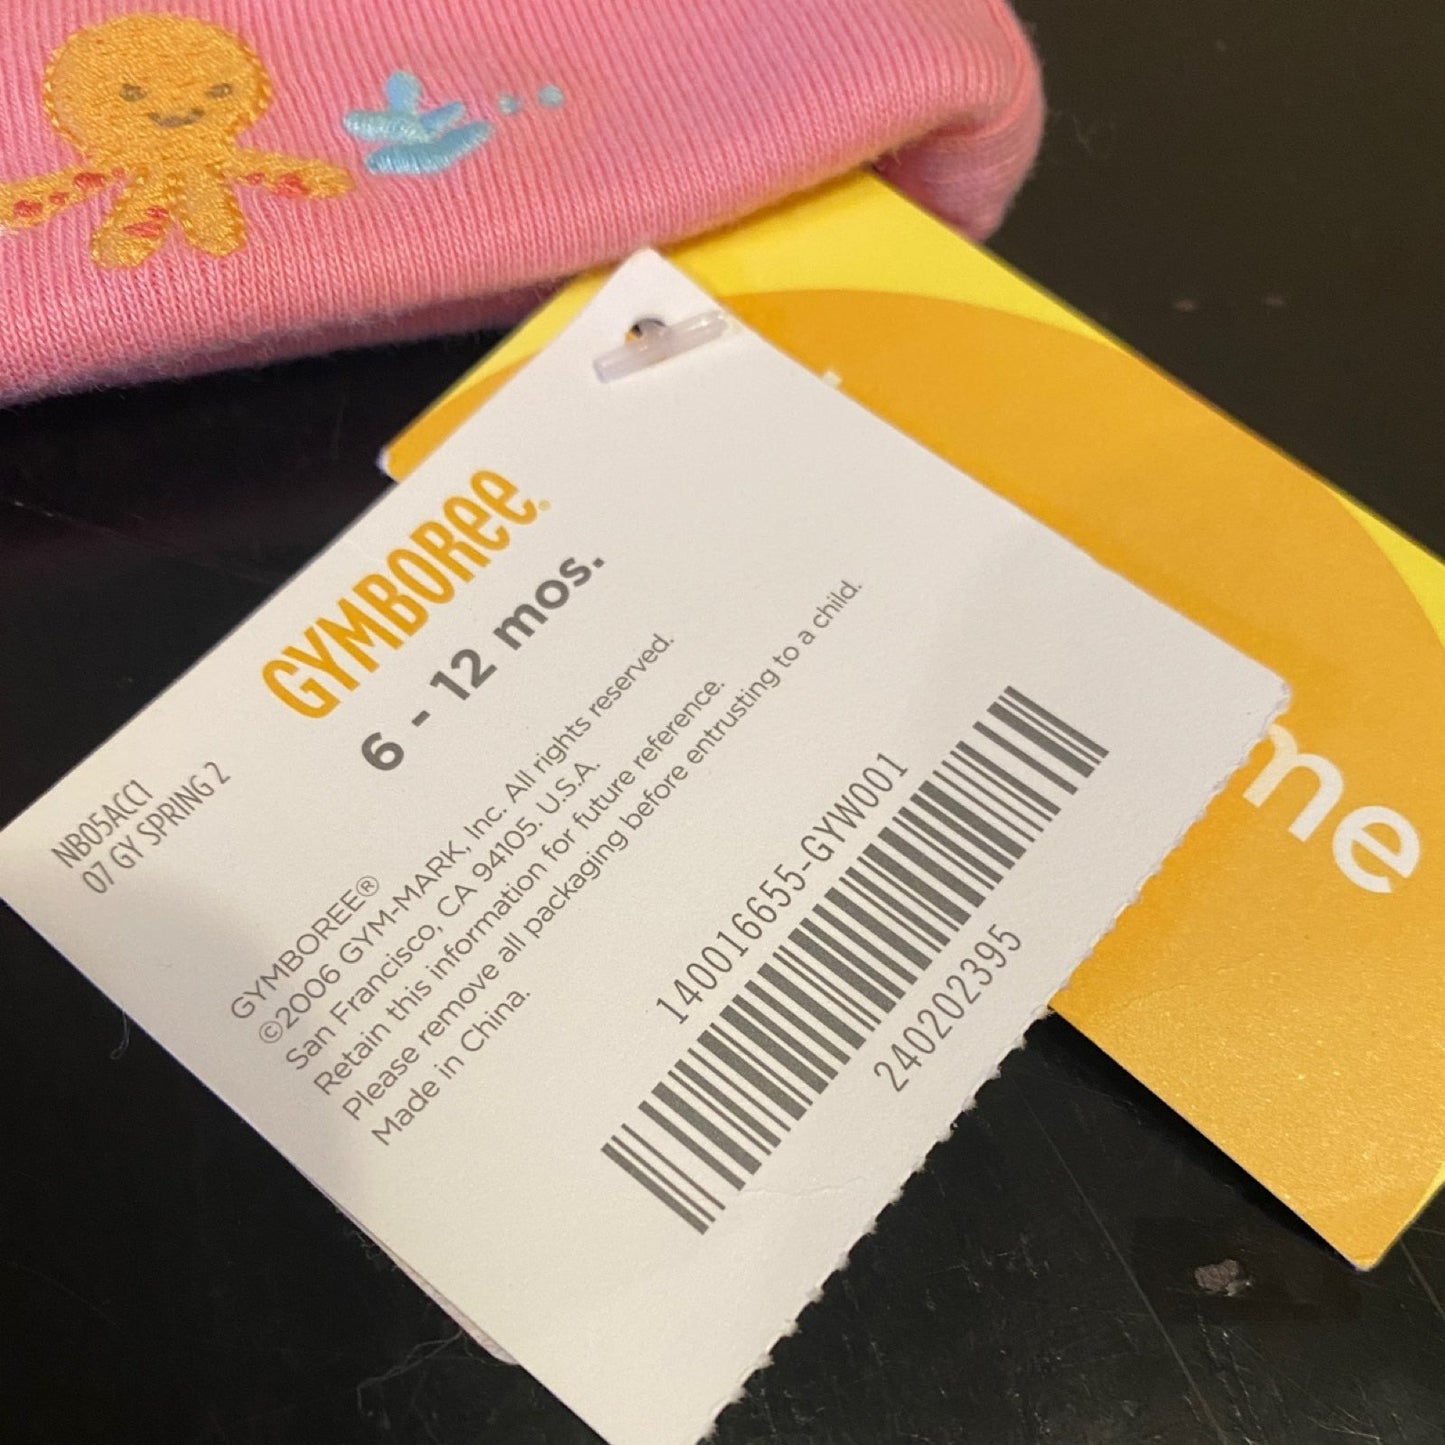 GYMBOREE®
6 - 12 mos.
NB05ACC1
07 GY SPRING 2
GYMBOREE®
©2006 GYM-MARK, Inc. All rights reserved.
San Francisco, CA 94105. U.S.A.
Retain this information for future reference.
Please remove all packaging before entrusting to a child.
Made in China.
140016655-GYW001
240202395
me